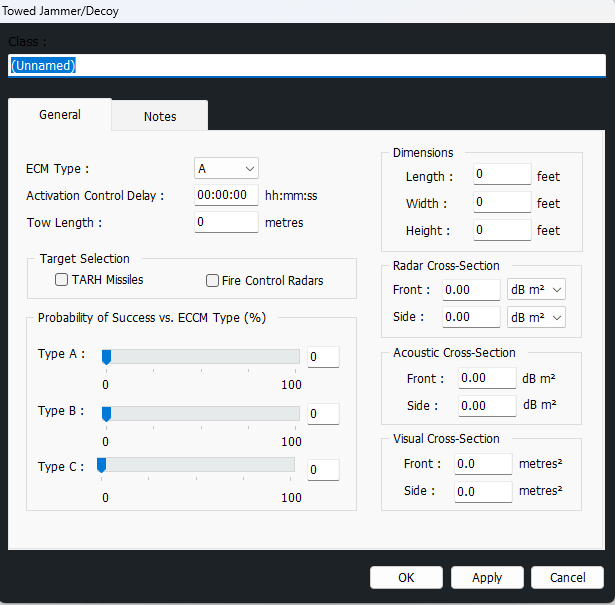 Towed Jammer/Decoy
Class :
(Unnamed)
General
Notes
ECM Type :
A
Activation Control Delay :
00:00:00
hh:mm:ss
Tow Length :
0
metres
Target Selection
TARH Missiles
Fire Control Radars
Probability of Success vs. ECCM Type (%)
Type A :
0
0
100
Type B :
0
0
100
Type C :
0
0
100
Dimensions
Length :
0
feet
Width :
0
feet
Height :
0
feet
Radar Cross-Section
Front :
0.00
dB m²
Side :
0.00
dB m²
Acoustic Cross-Section
Front :
0.00
dB m²
Side :
0.00
dB m²
Visual Cross-Section
Front :
0.0
metres²
Side :
0.0
metres²
OK
Apply
Cancel